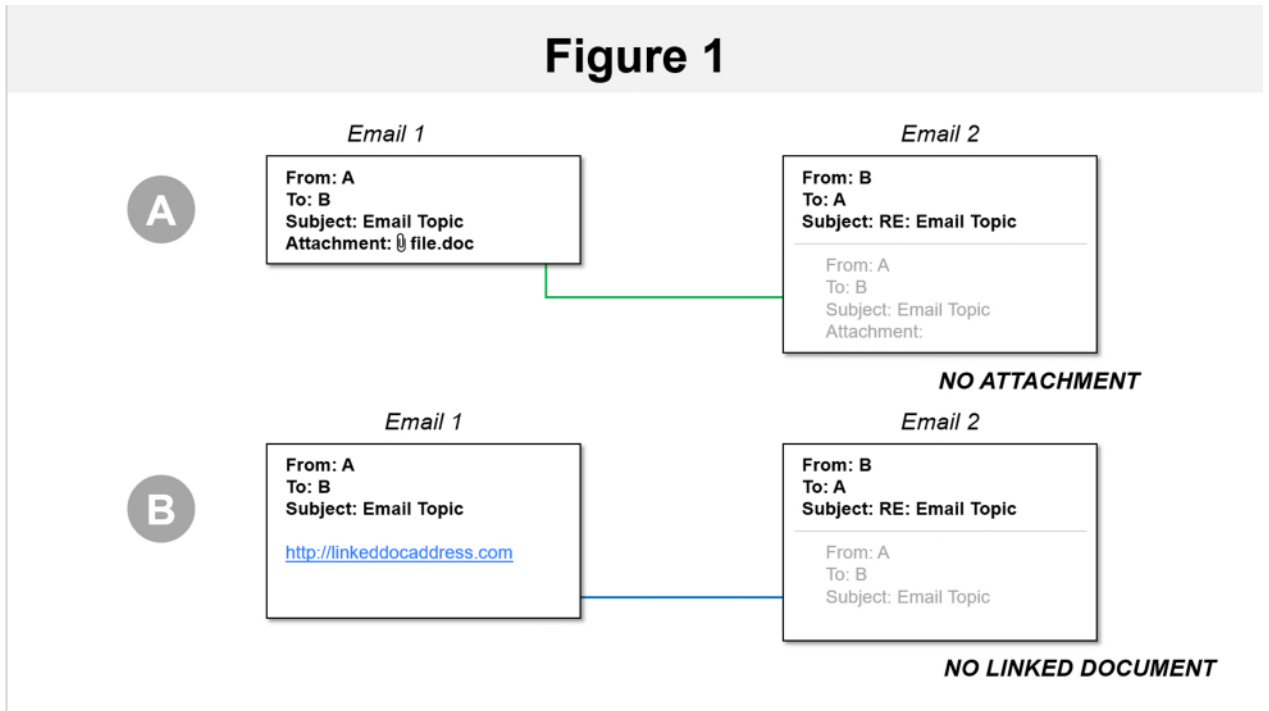 Figure 1
Email 1
Email 2
A
From: A
To: B
Subject: Email Topic
Attachment: file.doc
From: B
To: A
Subject: RE: Email Topic
From: A
To: B
Subject: Email Topic
Attachment:
NO ATTACHMENT
Email 1
Email 2
B
From: A
To: B
Subject: Email Topic
http://linkeddocaddress.com
From: B
To: A
Subject: RE: Email Topic
From: A
To: B
Subject: Email Topic
NO LINKED DOCUMENT